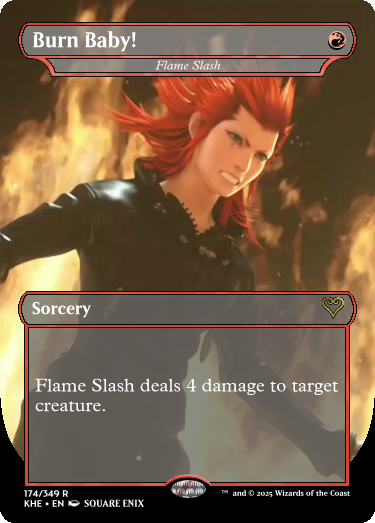 Burn Baby!
Flame Slash
Sorcery
Flame Slash deals 4 damage to target
creature.
174/349 R
KHE • EN SQUARE ENIX
™ and © 2025 Wizards of the Coast